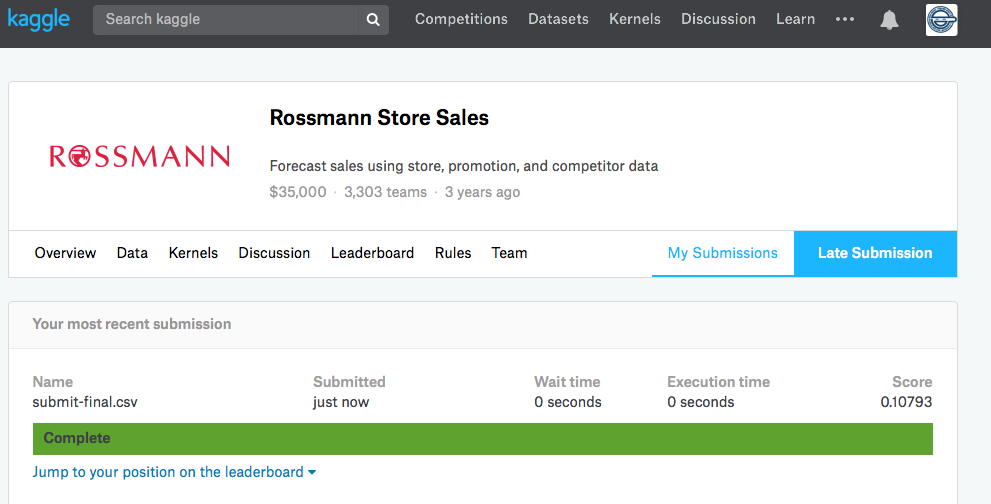 kaggle Search kaggle Competitions Datasets Kernels Discussion Learn
Rossmann Store Sales
ROSSMANN
Forecast sales using store, promotion, and competitor data
$35,000 · 3,303 teams · 3 years ago
Overview Data Kernels Discussion Leaderboard Rules Team My Submissions Late Submission
Your most recent submission
Name Submitted Wait time Execution time Score
submit-final.csv just now 0 seconds 0 seconds 0.10793
Complete
Jump to your position on the leaderboard